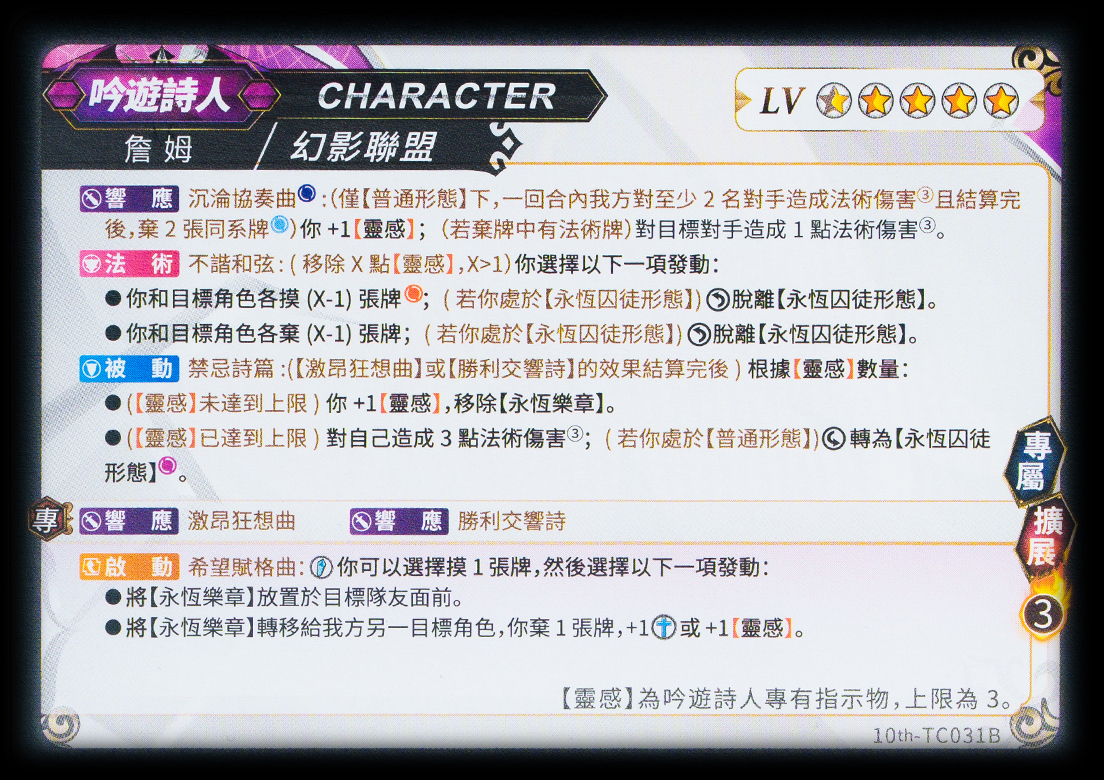 吟遊詩人 CHARACTER LV
詹姆 / 幻影聯盟
響應 沉淪協奏曲:(僅【普通形態】下,一回合內我方對至少 2 名對手造成法術傷害③且結算完
後,棄 2 張同系牌)你 +1【靈感】;(若棄牌中有法術牌)對目標對手造成 1 點法術傷害③。
法術 不諧和弦:(移除 X 點【靈感】,X>1)你選擇以下一項發動:
●你和目標角色各摸 (X-1) 張牌;(若你處於【永恆囚徒形態】)脫離【永恆囚徒形態】。
●你和目標角色各棄 (X-1) 張牌;(若你處於【永恆囚徒形態】)脫離【永恆囚徒形態】。
被動 禁忌詩篇:(【激昂狂想曲】或【勝利交響詩】的效果結算完後)根據【靈感】數量:
●(【靈感】未達到上限)你 +1【靈感】,移除【永恆樂章】。
●(【靈感】已達到上限)對自己造成 3 點法術傷害③;(若你處於【普通形態】)轉為【永恆囚徒
形態】。
專屬
專 響應 激昂狂想曲 響應 勝利交響詩
擴展
啟動 希望賦格曲:你可以選擇摸 1 張牌,然後選擇以下一項發動:
●將【永恆樂章】放置於目標隊友面前。
3
●將【永恆樂章】轉移給我方另一目標角色,你棄 1 張牌,+1或 +1【靈感】。
【靈感】為吟遊詩人專有指示物,上限為 3。
10th-TC031B